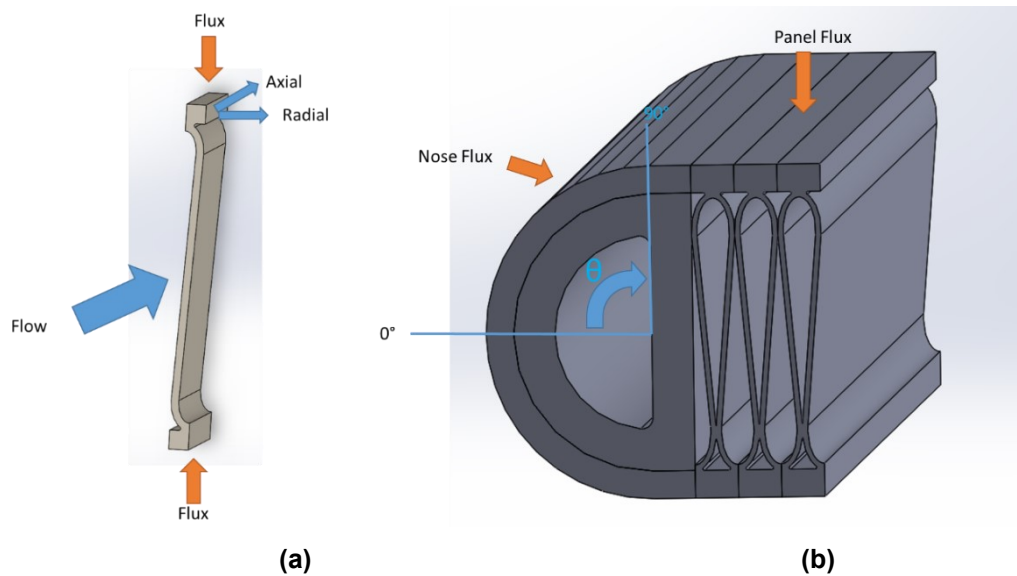 Flux
Axial
Radial
Flow
Flux
(a)
Panel Flux
90°
Nose Flux
θ
0°
(b)